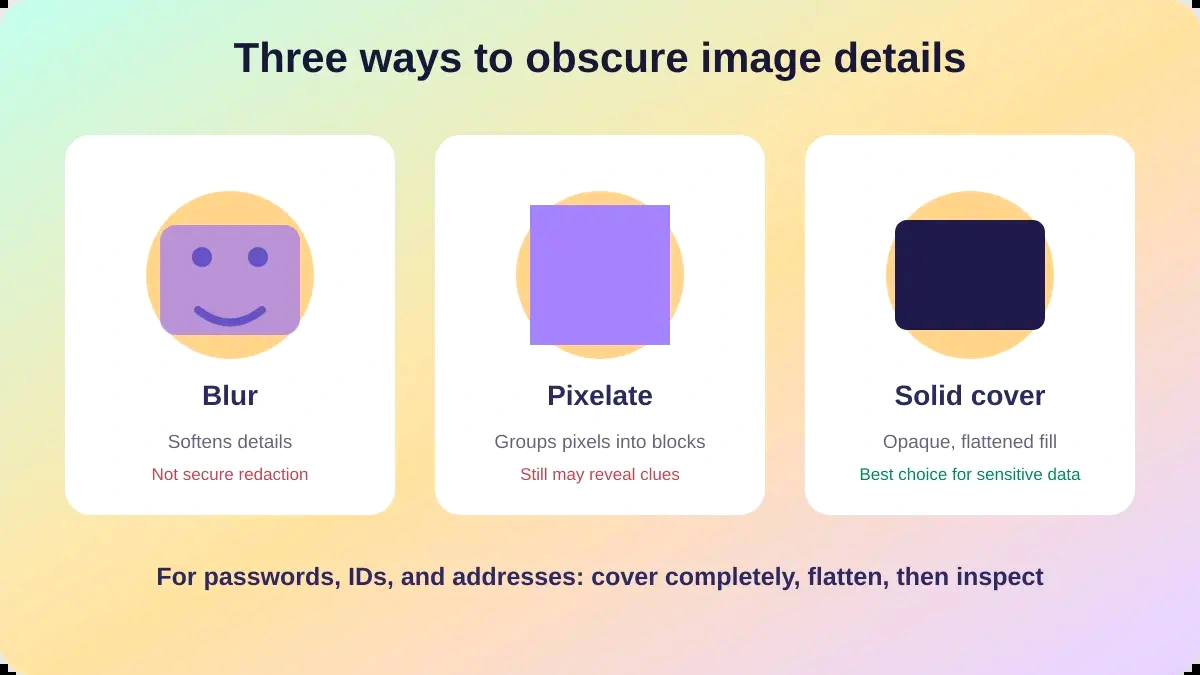 Three ways to obscure image details
Blur
Softens details
Not secure redaction
Pixelate
Groups pixels into blocks
Still may reveal clues
Solid cover
Opaque, flattened fill
Best choice for sensitive data
For passwords, IDs, and addresses: cover completely, flatten, then inspect